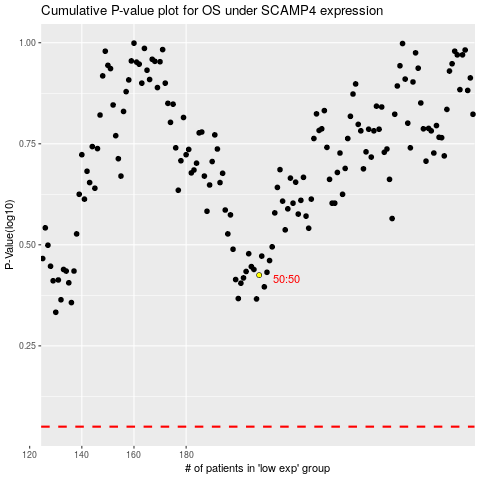 Cumulative P-value plot for OS under SCAMP4 expression
P-Value(log10)
1.00
0.75
0.50
0.25
50:50
120 140 160 180
# of patients in 'low exp' group